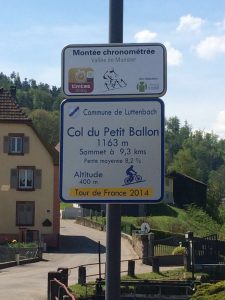 Montée chronométrée
Vallée de Munster
Commune de Luttenbach
Col du Petit Ballon
1163 m
Sommet à 9,3 kms
Pente moyenne 8,2 %
Altitude
400 m
Tour de France 2014